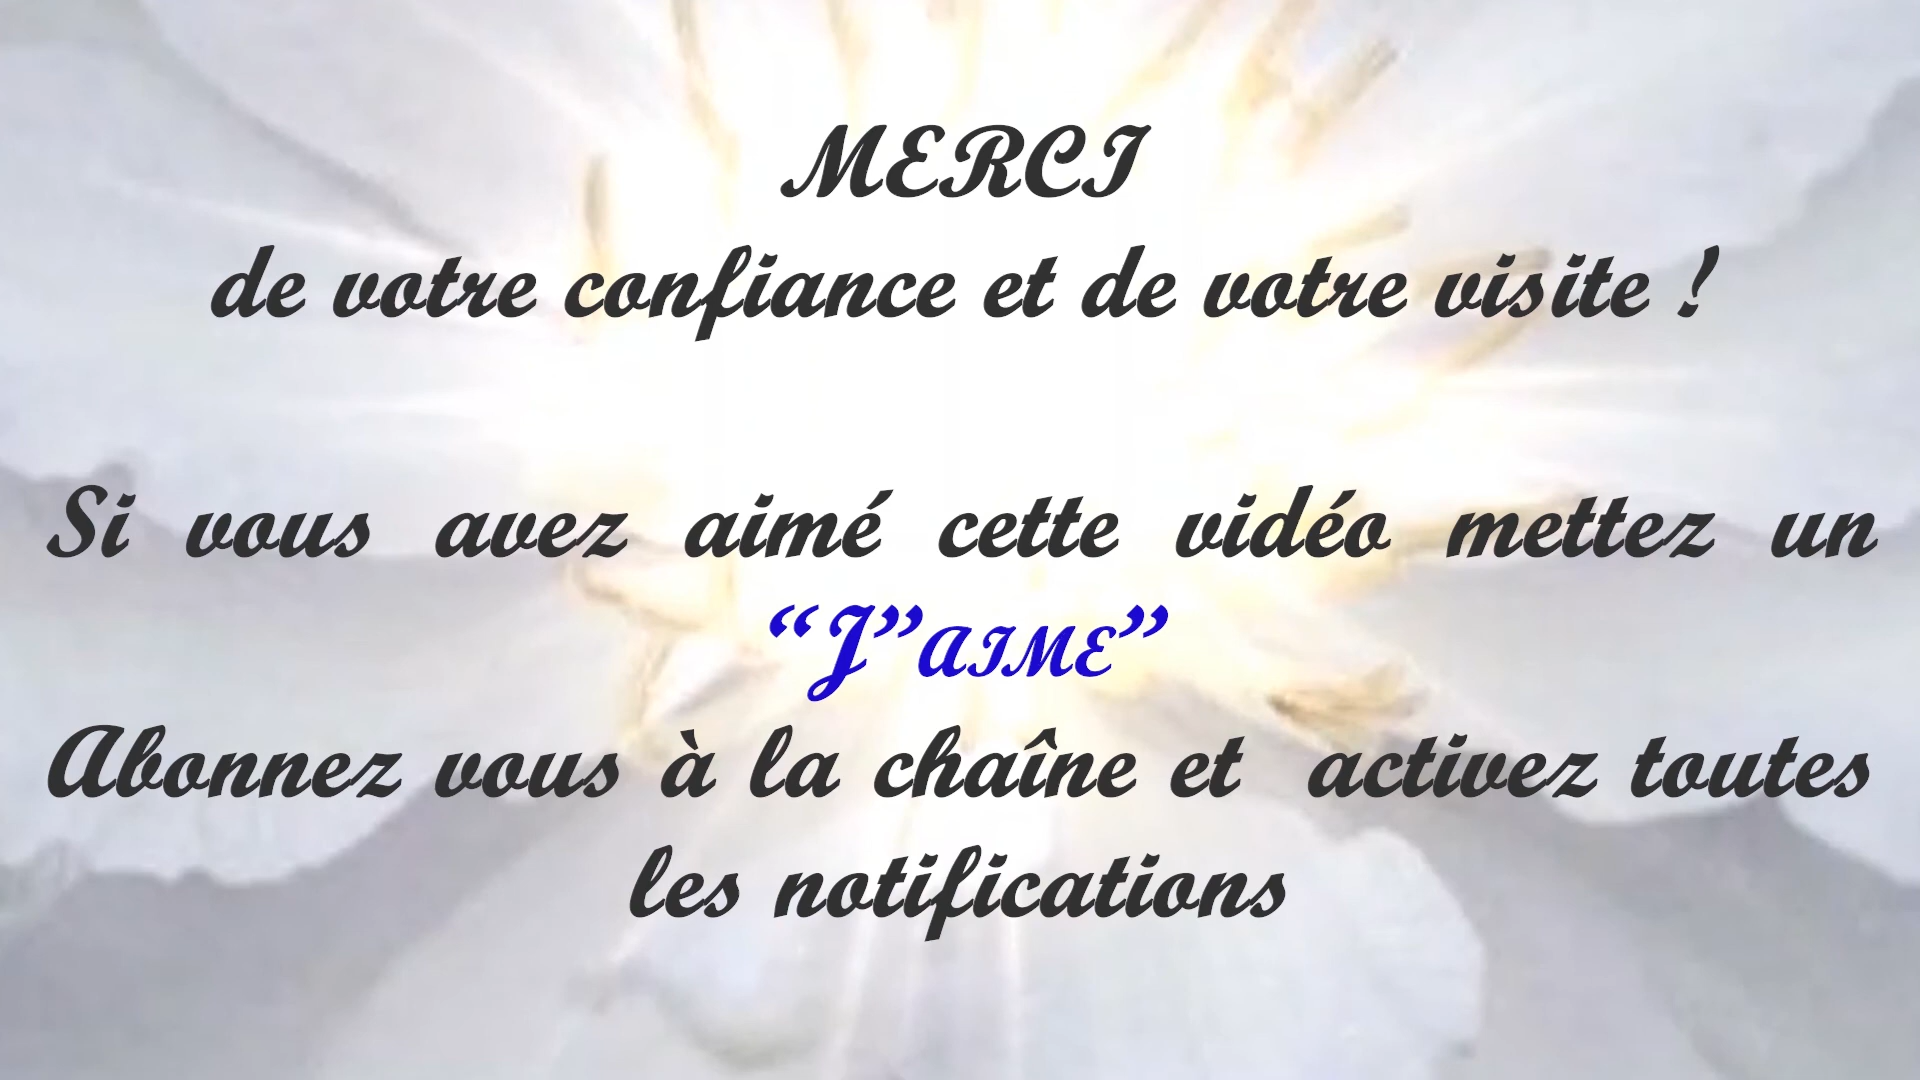 MERCI
de votre confiance et de votre visite !
Si vous avez aimé cette vidéo mettez un
“J”AIME”
Abonnez vous à la chaîne et activez toutes
les notifications